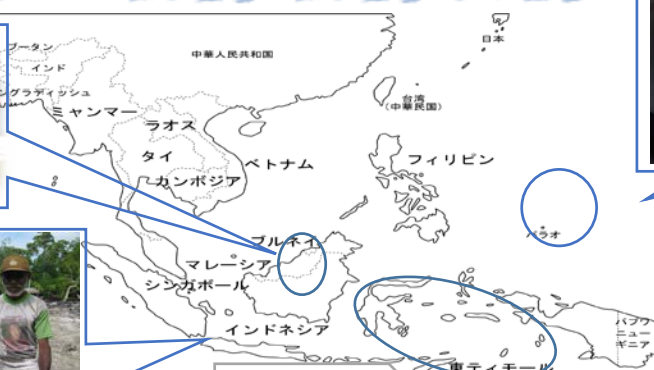 日本
中華人民共和国
ブータン
インド
ングラディッシュ
台湾
(中華民国)
ミャンマー
ラオス
タイ
ベトナム
フィリピン
カンボジア
パラオ
ブルネイ
マレーシア
シンガポール
インドネシア
パプワ
ニュー
ギニア
東ティモール